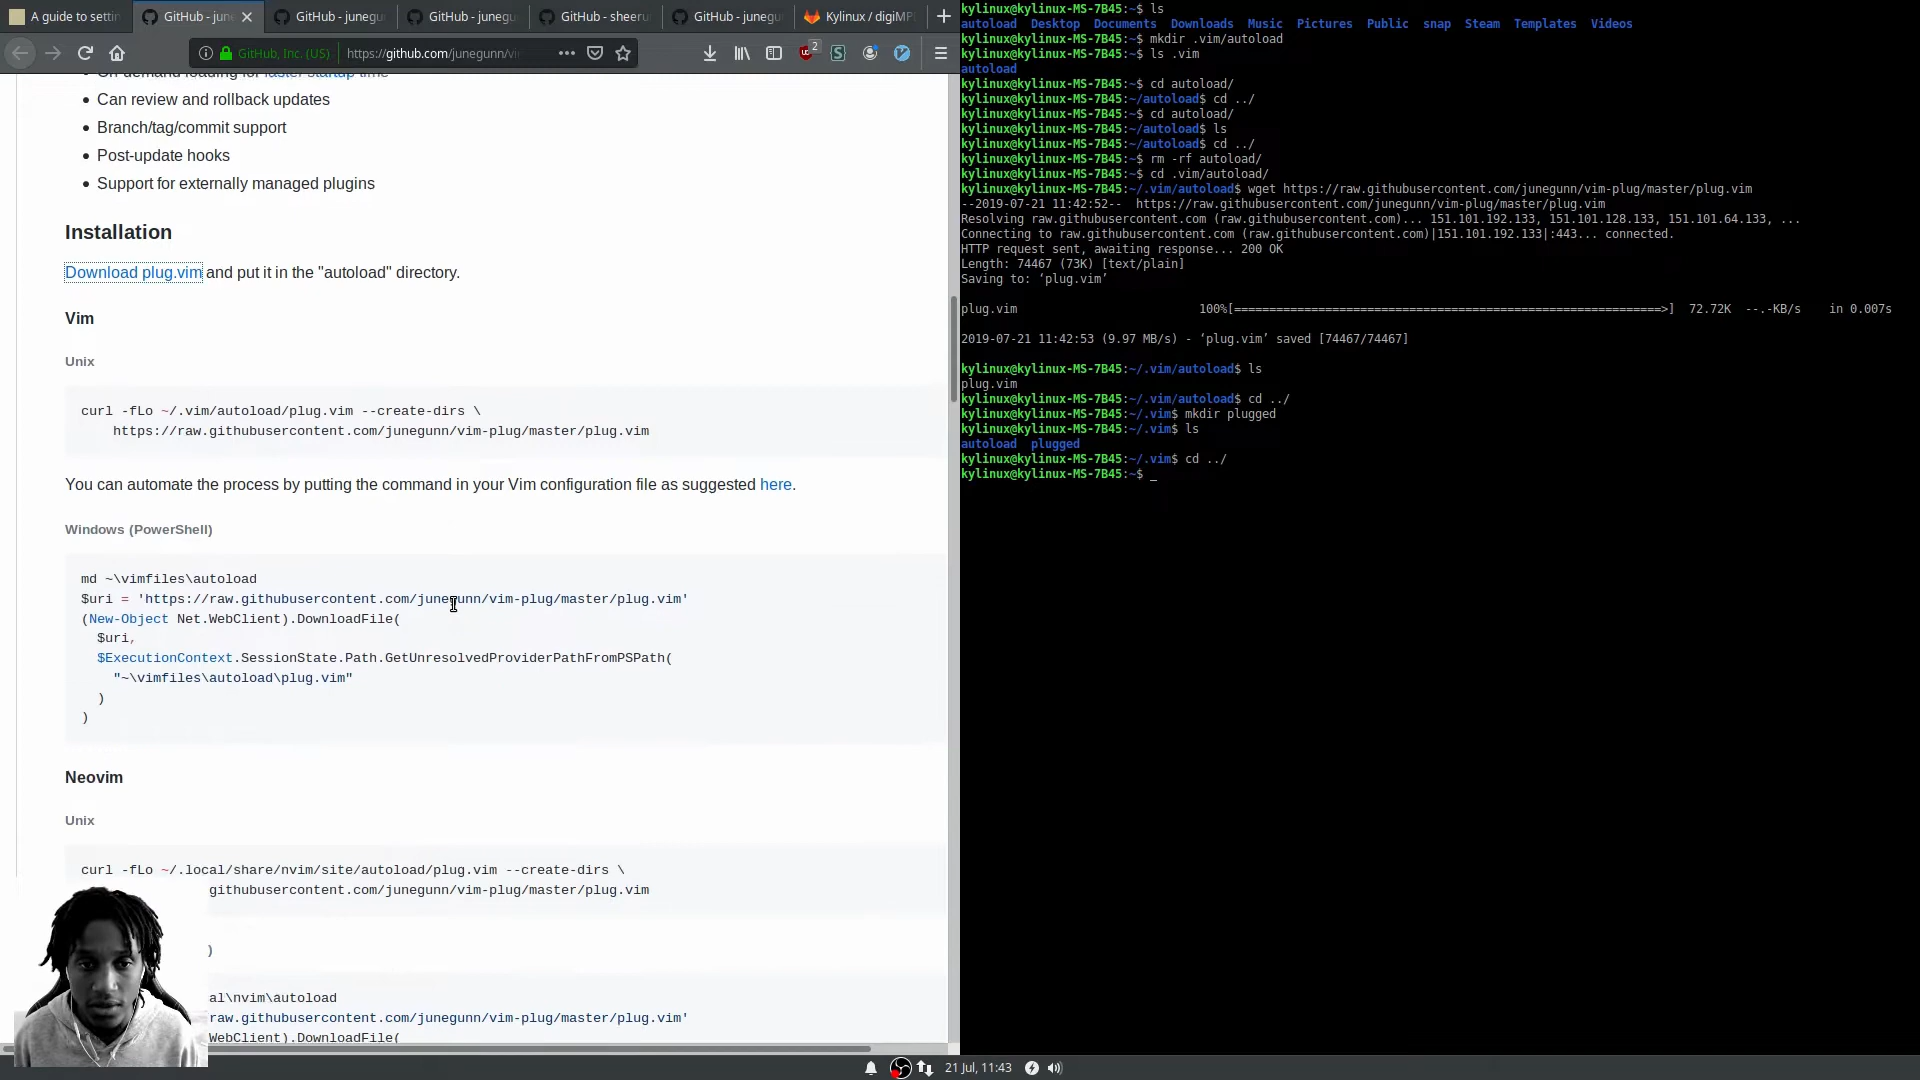 A guide to settin
GitHub - june
GitHub - junegu
GitHub - junegu
GitHub - sheeru
GitHub - junegu
Kylinux / digiMP
GitHub, Inc. (US)
https://github.com/junegunn/vi
2
On-demand loading for faster startup time
Can review and rollback updates
Branch/tag/commit support
Post-update hooks
Support for externally managed plugins
Installation
Download plug.vim and put it in the "autoload" directory.
Vim
Unix
curl -fLo ~/.vim/autoload/plug.vim --create-dirs \
https://raw.githubusercontent.com/junegunn/vim-plug/master/plug.vim
You can automate the process by putting the command in your Vim configuration file as suggested here.
Windows (PowerShell)
md ~\vimfiles\autoload
$uri = 'https://raw.githubusercontent.com/junegunn/vim-plug/master/plug.vim'
(New-Object Net.WebClient).DownloadFile(
$uri,
$ExecutionContext.SessionState.Path.GetUnresolvedProviderPathFromPSPath(
"~\vimfiles\autoload\plug.vim"
)
)
Neovim
Unix
curl -fLo ~/.local/share/nvim/site/autoload/plug.vim --create-dirs \
githubusercontent.com/junegunn/vim-plug/master/plug.vim
)
al\nvim\autoload
raw.githubusercontent.com/junegunn/vim-plug/master/plug.vim'
WebClient).DownloadFile(
kylinux@kylinux-MS-7B45:~$ ls
autoload Desktop Documents Downloads Music Pictures Public snap Steam Templates Videos
kylinux@kylinux-MS-7B45:~$ mkdir .vim/autoload
kylinux@kylinux-MS-7B45:~$ ls .vim
autoload
kylinux@kylinux-MS-7B45:~$ cd autoload/
kylinux@kylinux-MS-7B45:~/autoload$ cd ../
kylinux@kylinux-MS-7B45:~$ cd autoload/
kylinux@kylinux-MS-7B45:~/autoload$ ls
kylinux@kylinux-MS-7B45:~/autoload$ cd ../
kylinux@kylinux-MS-7B45:~$ rm -rf autoload/
kylinux@kylinux-MS-7B45:~$ cd .vim/autoload/
kylinux@kylinux-MS-7B45:~/.vim/autoload$ wget https://raw.githubusercontent.com/junegunn/vim-plug/master/plug.vim
--2019-07-21 11:42:52-- https://raw.githubusercontent.com/junegunn/vim-plug/master/plug.vim
Resolving raw.githubusercontent.com (raw.githubusercontent.com)... 151.101.192.133, 151.101.128.133, 151.101.64.133, ...
Connecting to raw.githubusercontent.com (raw.githubusercontent.com)|151.101.192.133|:443... connected.
HTTP request sent, awaiting response... 200 OK
Length: 74467 (73K) [text/plain]
Saving to: ‘plug.vim’
plug.vim 100%[=============================================================>] 72.72K --.-KB/s in 0.007s
2019-07-21 11:42:53 (9.97 MB/s) - ‘plug.vim’ saved [74467/74467]
kylinux@kylinux-MS-7B45:~/.vim/autoload$ ls
plug.vim
kylinux@kylinux-MS-7B45:~/.vim/autoload$ cd ../
kylinux@kylinux-MS-7B45:~/.vim$ mkdir plugged
kylinux@kylinux-MS-7B45:~/.vim$ ls
autoload plugged
kylinux@kylinux-MS-7B45:~/.vim$ cd ../
kylinux@kylinux-MS-7B45:~$ _
21 Jul, 11:43